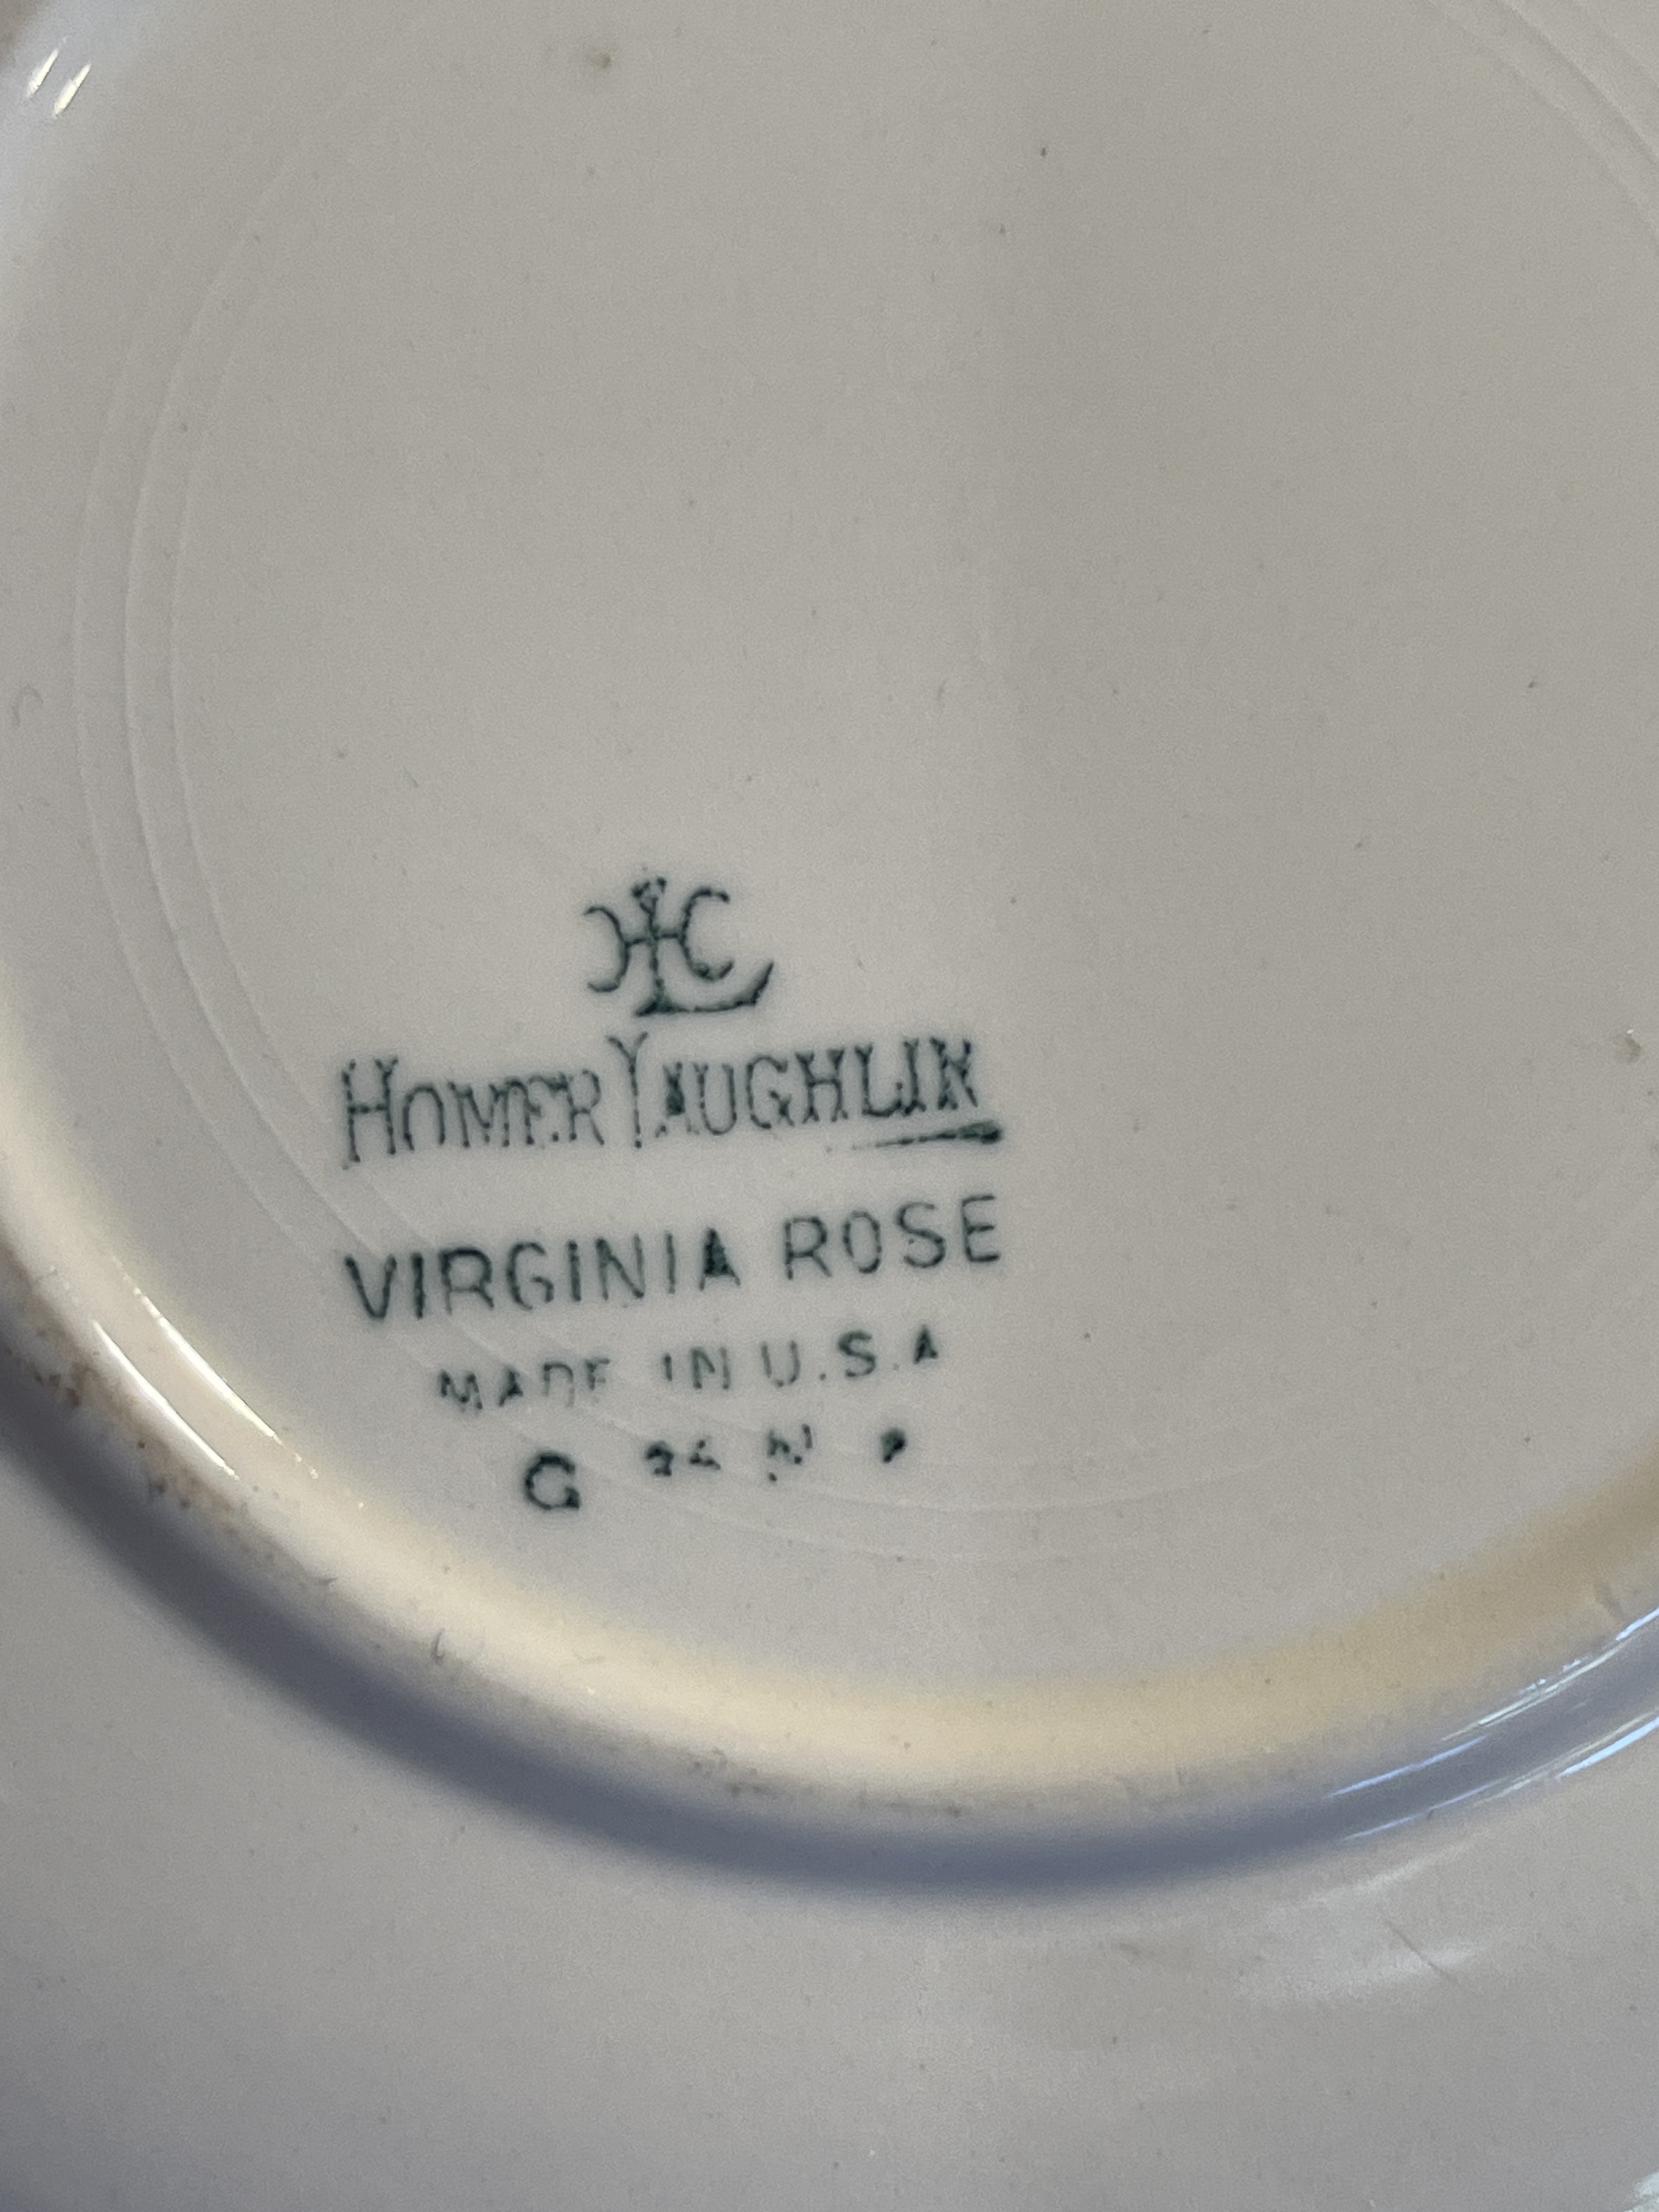 HLC
HOMER LAUGHLIN
VIRGINIA ROSE
MADE IN U.S.A
G